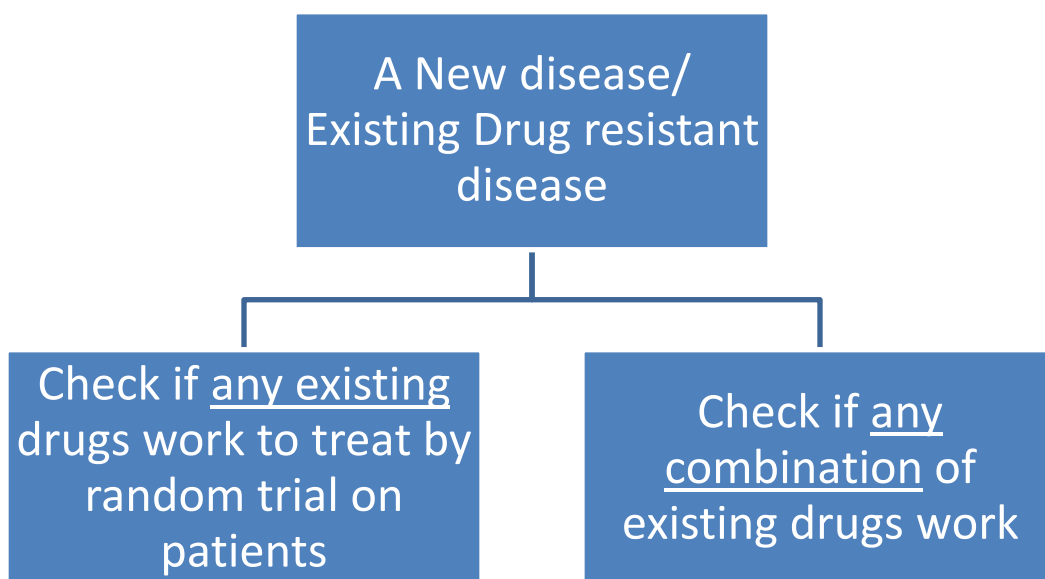 A New disease/
Existing Drug resistant
disease
Check if any existing
drugs work to treat by
random trial on
patients
Check if any
combination of
existing drugs work